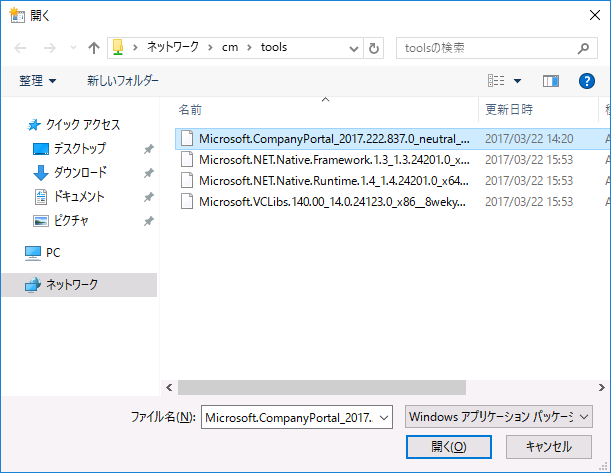 開く
ネットワーク › cm › tools
toolsの検索
整理 新しいフォルダー
名前 更新日時
クイック アクセス
デスクトップ
ダウンロード
ドキュメント
ピクチャ
PC
ネットワーク
Microsoft.CompanyPortal_2017.222.837.0_neutral_... 2017/03/22 14:20
Microsoft.NET.Native.Framework.1.3_1.3.24201.0_x... 2017/03/22 15:53
Microsoft.NET.Native.Runtime.1.4_1.4.24201.0_x64... 2017/03/22 15:53
Microsoft.VCLibs.140.00_14.0.24123.0_x86__8weky... 2017/03/22 15:53
ファイル名(N): Microsoft.CompanyPortal_2017. Windows アプリケーション パッケージ
開く(O) キャンセル